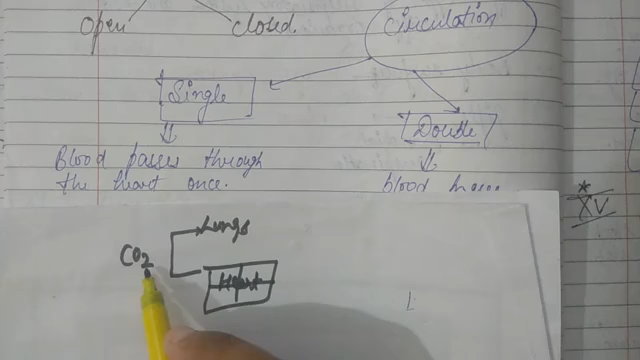 Open
closed.
Circulation
Single
Double
⇓
⇓
Blood passes through
the heart once.
blood
XV
Lungs
CO2
Heart